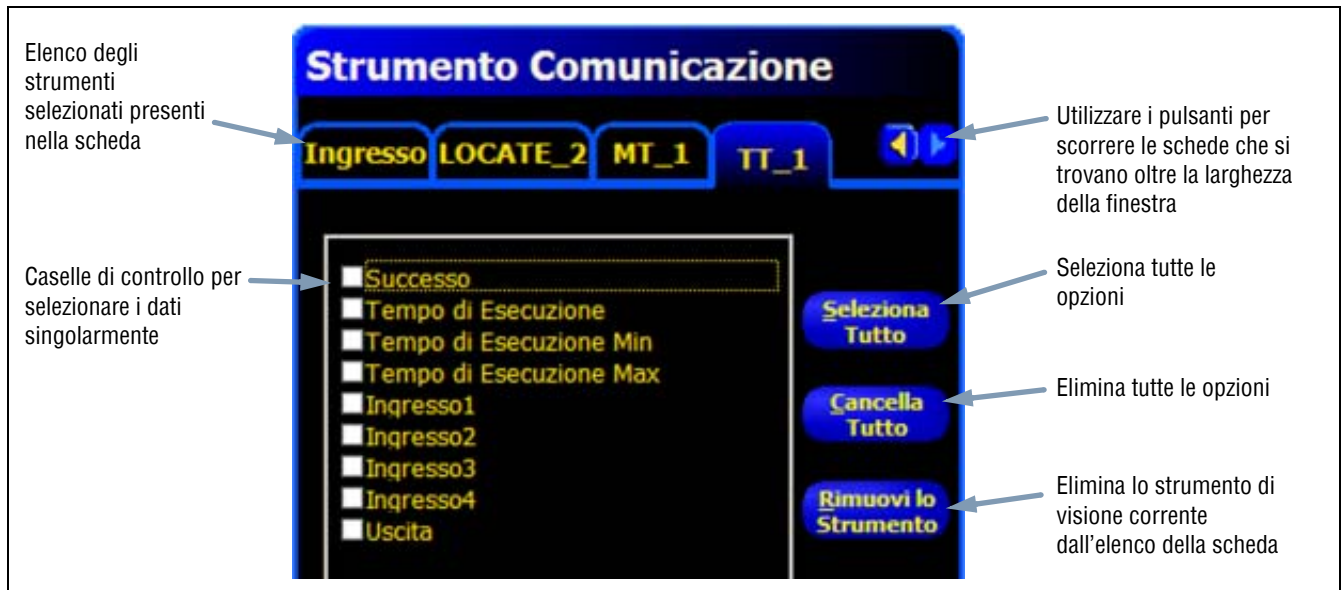 Elenco degli
strumenti
selezionati presenti
nella scheda
Caselle di controllo per
selezionare i dati
singolarmente
Strumento Comunicazione
Ingresso LOCATE_2 MT_1 TT_1
Successo
Tempo di Esecuzione
Tempo di Esecuzione Min
Tempo di Esecuzione Max
Ingresso1
Ingresso2
Ingresso3
Ingresso4
Uscita
Seleziona
Tutto
Cancella
Tutto
Rimuovi lo
Strumento
Utilizzare i pulsanti per
scorrere le schede che si
trovano oltre la larghezza
della finestra
Seleziona tutte le
opzioni
Elimina tutte le opzioni
Elimina lo strumento di
visione corrente
dall'elenco della scheda